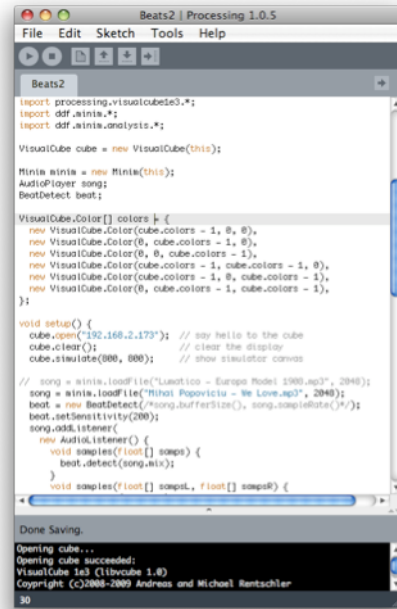 Beats2 | Processing 1.0.5
File Edit Sketch Tools Help
Beats2
import processing.visualcube1e3.*;
import ddf.minim.*;
import ddf.minim.analysis.*;
VisualCube cube = new VisualCube(this);
Minim minim = new Minim(this);
AudioPlayer song;
BeatDetect beat;
VisualCube.Color[] colors = {
new VisualCube.Color(cube.colors - 1, 0, 0),
new VisualCube.Color(0, cube.colors - 1, 0),
new VisualCube.Color(0, 0, cube.colors - 1),
new VisualCube.Color(cube.colors - 1, cube.colors - 1, 0),
new VisualCube.Color(cube.colors - 1, 0, cube.colors - 1),
new VisualCube.Color(0, cube.colors - 1, cube.colors - 1),
};
void setup() {
cube.open("192.168.2.173"); // say hello to the cube
cube.clear(); // clear the display
cube.simulate(800, 800); // show simulator canvas
// song = minim.loadFile("Lumatico - Europa Modei 1900.mp3", 2048);
song = minim.loadFile("Mihai Popoviciu - We Love.mp3", 2048);
beat = new BeatDetect(/*song.bufferSize(), song.sampleRate()*/);
beat.setSensitivity(200);
song.addListener(
new AudioListener() {
void samples(float[] samps) {
beat.detect(song.mix);
}
void samples(float[] sampsL, float[] sampsR) {
Done Saving.
Opening cube...
Opening cube succeeded:
VisualCube 1e3 (libvcube 1.0)
Copyright (c)2008-2009 Andreas and Michael Rentschler
30